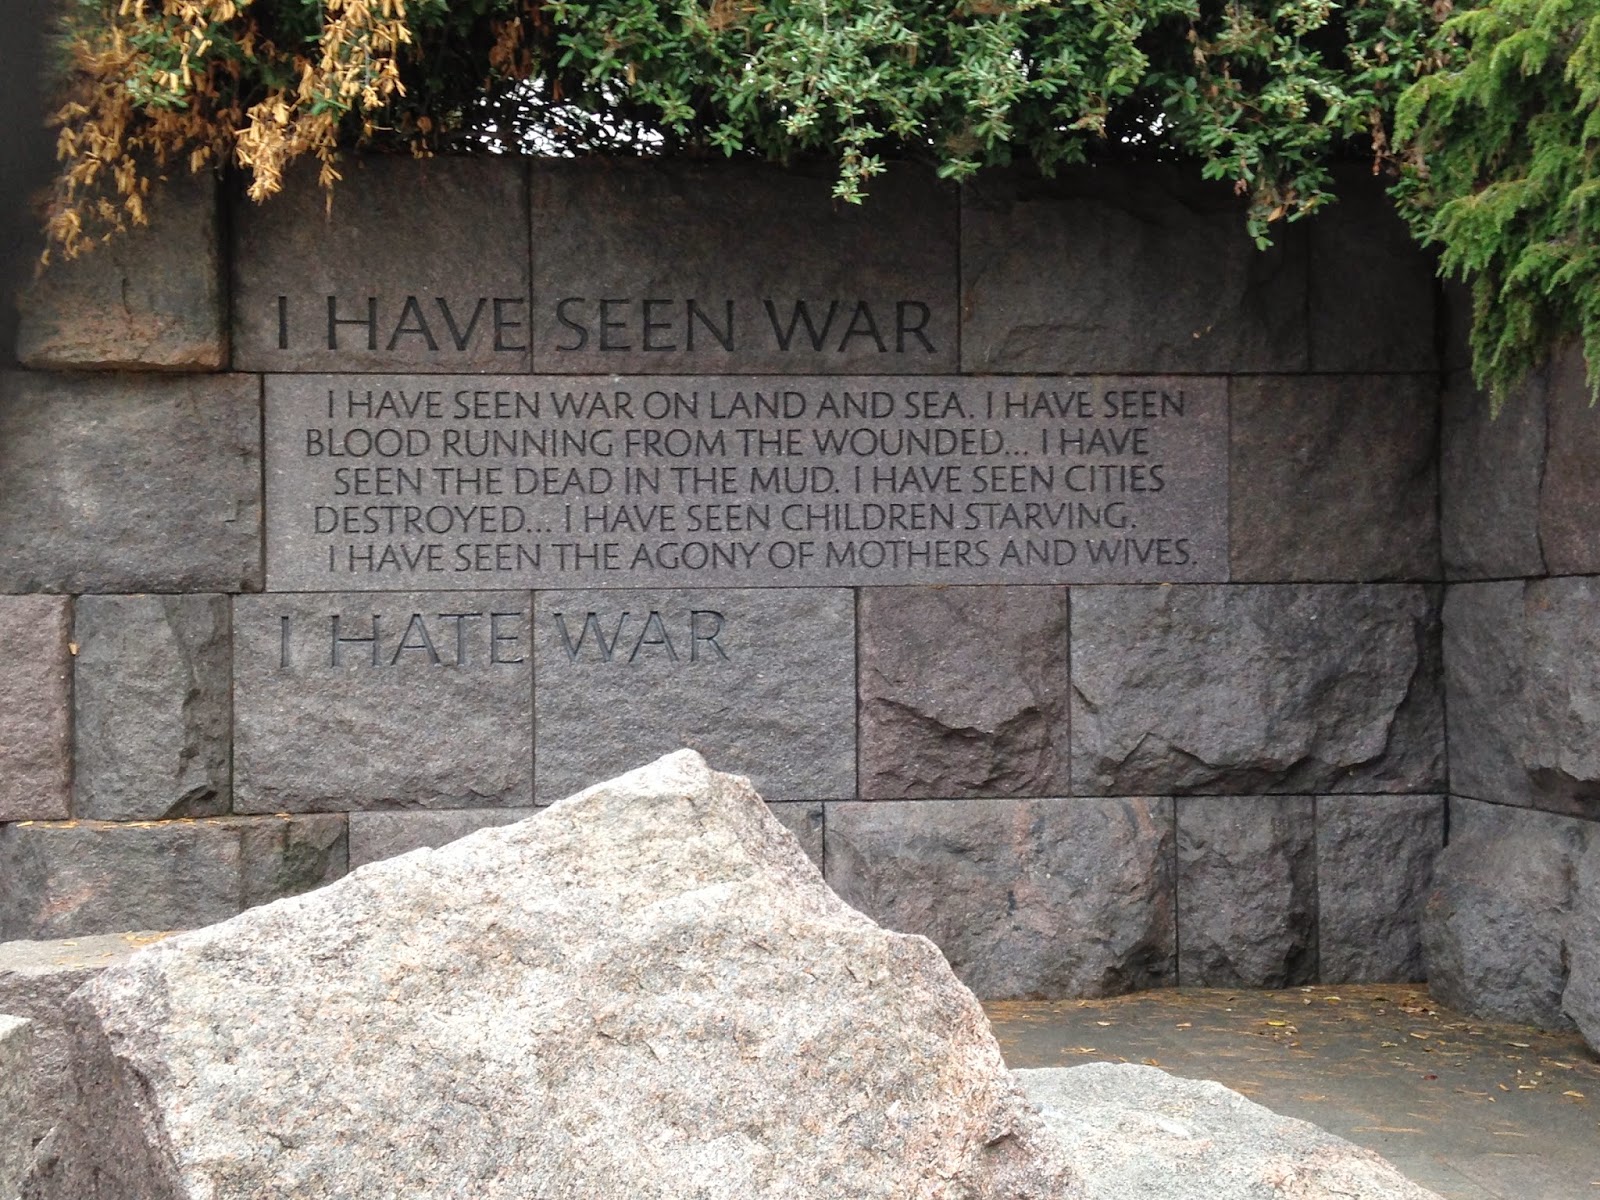 I HAVE SEEN WAR
I HAVE SEEN WAR ON LAND AND SEA. I HAVE SEEN
BLOOD RUNNING FROM THE WOUNDED... I HAVE
SEEN THE DEAD IN THE MUD. I HAVE SEEN CITIES
DESTROYED... I HAVE SEEN CHILDREN STARVING.
I HAVE SEEN THE AGONY OF MOTHERS AND WIVES.
I HATE WAR